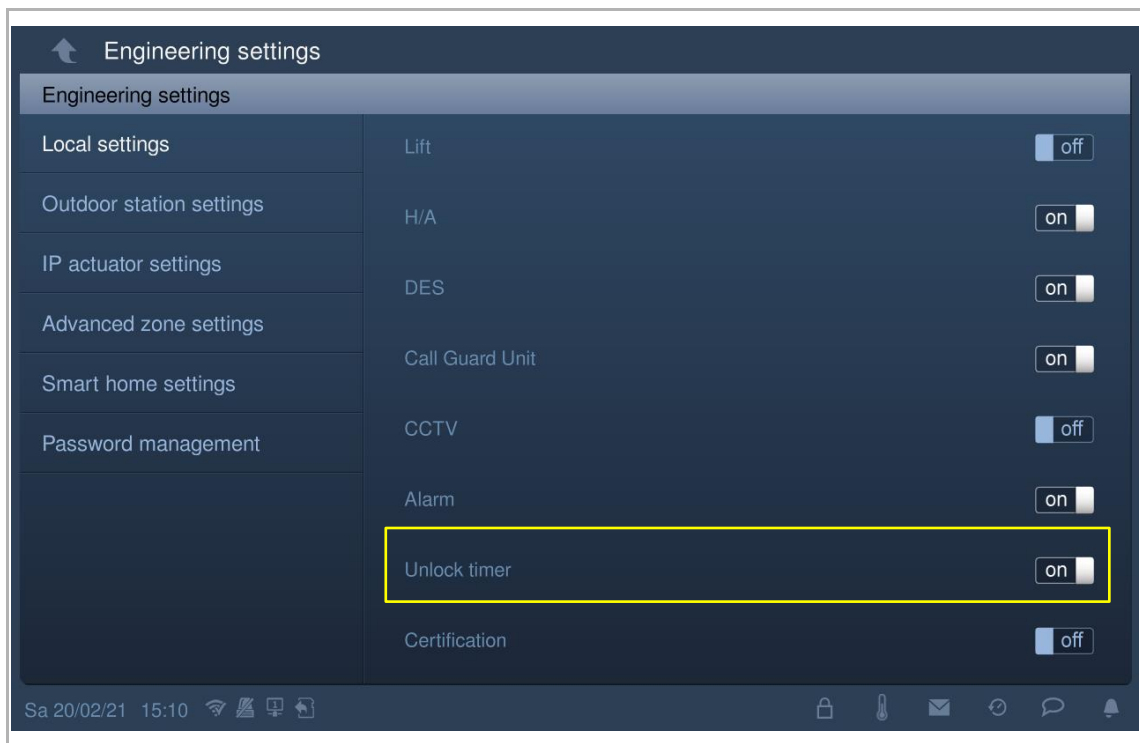 Engineering settings
Engineering settings
Local settings
Outdoor station settings
IP actuator settings
Advanced zone settings
Smart home settings
Password management
Lift off
H/A on
DES on
Call Guard Unit on
CCTV off
Alarm on
Unlock timer on
Certification off
Sa 20/02/21 15:10
1